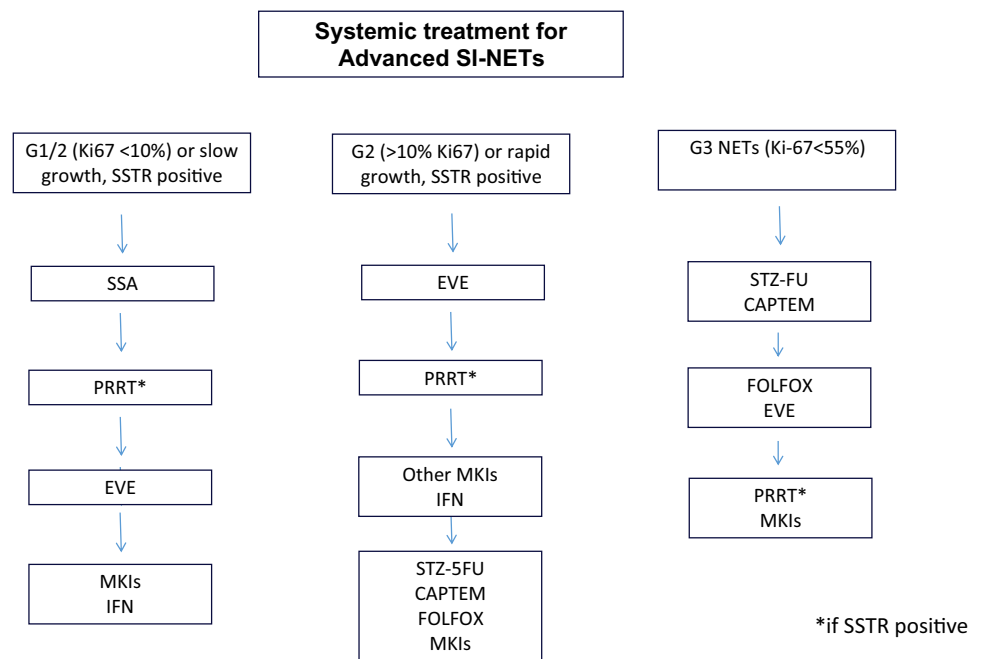 Systemic treatment for
Advanced SI-NETs
G1/2 (Ki67 <10%) or slow
growth, SSTR positive
SSA
PRRT*
EVE
MKIs
IFN
G2 (>10% Ki67) or rapid
growth, SSTR positive
EVE
PRRT*
Other MKIs
IFN
STZ-5FU
CAPTEM
FOLFOX
MKIs
G3 NETs (Ki-67<55%)
STZ-FU
CAPTEM
FOLFOX
EVE
PRRT*
MKIs
*if SSTR positive